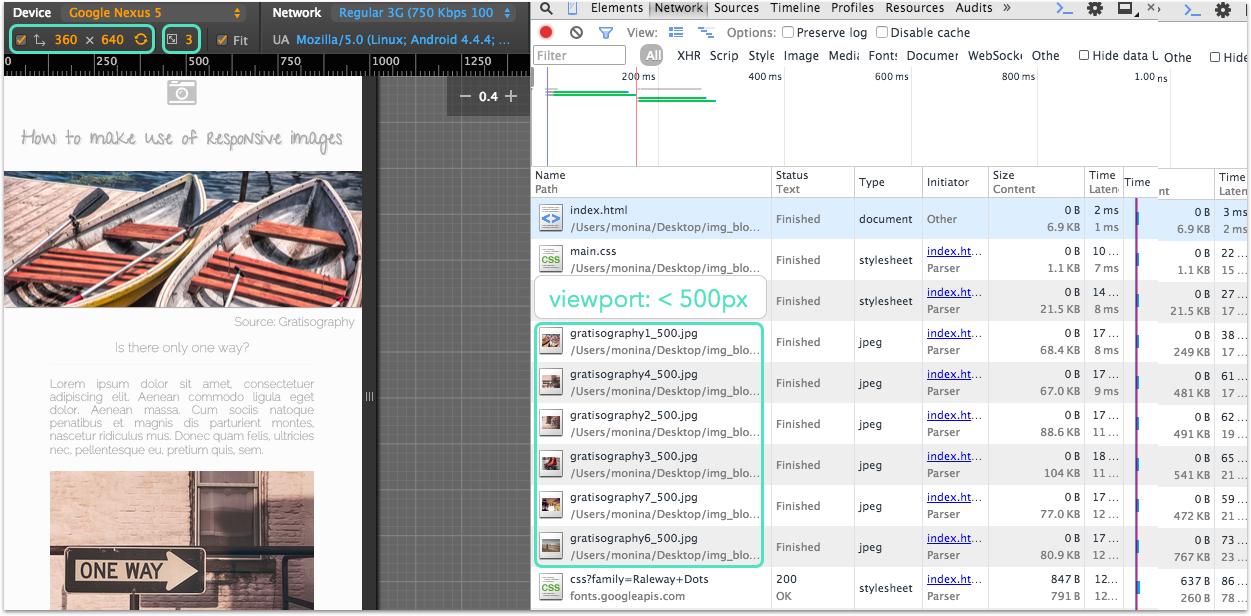 Device Google Nexus 5 Network Regular 3G (750 Kbps 100
360 × 640 3 Fit UA Mozilla/5.0 (Linux; Android 4.4.4; ...
0 250 500 750 1000 1250
− 0.4 +
How to make use of responsive images
Source: Gratisography
Is there only one way?
Lorem ipsum dolor sit amet, consectetuer
adipiscing elit. Aenean commodo ligula eget
dolor. Aenean massa. Cum sociis natoque
penatibus et magnis dis parturient montes,
nascetur ridiculus mus. Donec quam felis, ultricies
nec, pellentesque eu, pretium quis, sem.
ONE WAY
Elements Network Sources Timeline Profiles Resources Audits »
View: Options: Preserve log Disable cache
Filter All XHR Scrip Style Image Media Fonts Documen WebSocke Othe Hide data U Othe Hide
200 ms 400 ms 600 ms 800 ms 1.00 ns
Name Status Type Initiator Size Time Time Time
Path Text Content Laten nt Laten
index.html Finished document Other 0 B 2 ms 0 B 3 ms
/Users/monina/Desktop/img_blo... 6.9 KB 1 ms 6.9 KB 2 ms
main.css Finished stylesheet index.ht... 0 B 10 ... 0 B 22 ...
/Users/monina/Desktop/img_blo... Parser 1.1 KB 7 ms 1.1 KB 15 ...
viewport: < 500px Finished stylesheet index.ht... 0 B 14 ... 0 B 27 ...
Parser 21.5 KB 8 ms 21.5 KB 17 ...
gratisography1_500.jpg Finished jpeg index.ht... 0 B 17 ... 0 B 38 ...
/Users/monina/Desktop/img_blo... Parser 68.4 KB 8 ms 249 KB 17 ...
gratisography4_500.jpg Finished jpeg index.ht... 0 B 17 ... 0 B 61 ...
/Users/monina/Desktop/img_blo... Parser 67.0 KB 9 ms 481 KB 17 ...
gratisography2_500.jpg Finished jpeg index.ht... 0 B 17 ... 0 B 62 ...
/Users/monina/Desktop/img_blo... Parser 88.6 KB 11 ... 491 KB 19 ...
gratisography3_500.jpg Finished jpeg index.ht... 0 B 18 ... 0 B 65 ...
/Users/monina/Desktop/img_blo... Parser 104 KB 11 ... 541 KB 21 ...
gratisography7_500.jpg Finished jpeg index.ht... 0 B 17 ... 0 B 59 ...
/Users/monina/Desktop/img_blo... Parser 77.0 KB 12 ... 472 KB 21 ...
gratisography6_500.jpg Finished jpeg index.ht... 0 B 17 ... 0 B 73 ...
/Users/monina/Desktop/img_blo... Parser 80.9 KB 12 ... 767 KB 23 ...
css?family=Raleway+Dots 200 stylesheet index.ht... 847 B 12... 637 B 86 ...
fonts.googleapis.com OK Parser 791 B 12... 260 B 78 ...